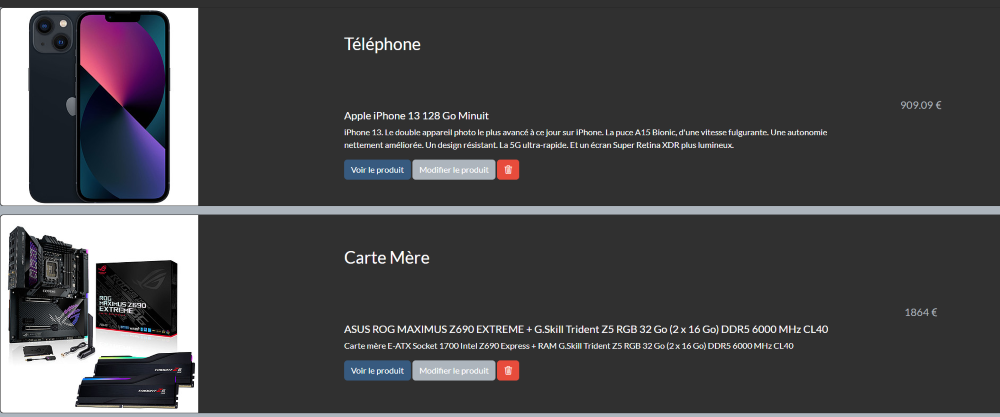 Téléphone
909.09 €
Apple iPhone 13 128 Go Minuit
iPhone 13. Le double appareil photo le plus avancé à ce jour sur iPhone. La puce A15 Bionic, d'une vitesse fulgurante. Une autonomie
nettement améliorée. Un design résistant. La 5G ultra-rapide. Et un écran Super Retina XDR plus lumineux.
Voir le produit Modifier le produit
Carte Mère
ROG
MAXIMUS Z690
EXTREME
1864 €
ASUS ROG MAXIMUS Z690 EXTREME + G.Skill Trident Z5 RGB 32 Go (2 x 16 Go) DDR5 6000 MHz CL40
Carte mère E-ATX Socket 1700 Intel Z690 Express + RAM G.Skill Trident Z5 RGB 32 Go (2 x 16 Go) DDR5 6000 MHz CL40
Voir le produit Modifier le produit